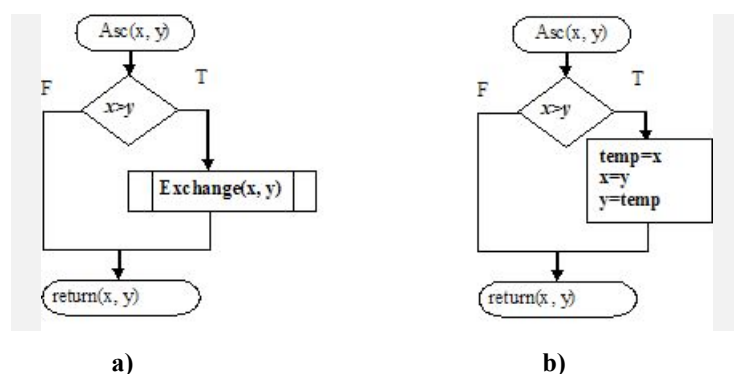 Asc(x, y)
F
T
x>y
Exchange(x, y)
return(x, y)
a)
Asc(x, y)
F
T
x>y
temp=x
x=y
y=temp
return(x, y)
b)